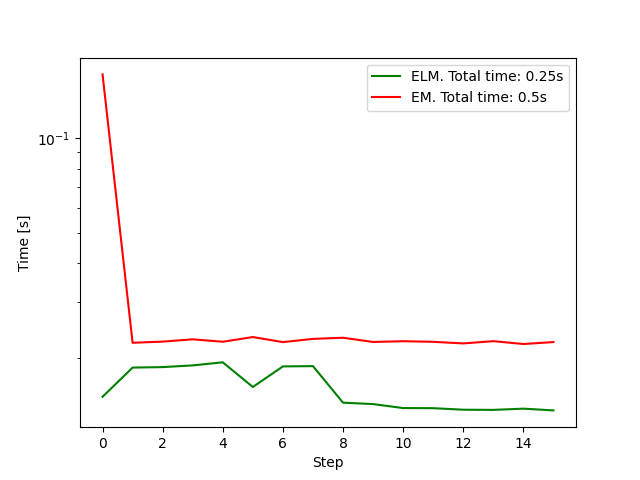 ELM. Total time: 0.25s
EM. Total time: 0.5s
10⁻¹
Time [s]
0 2 4 6 8 10 12 14
Step